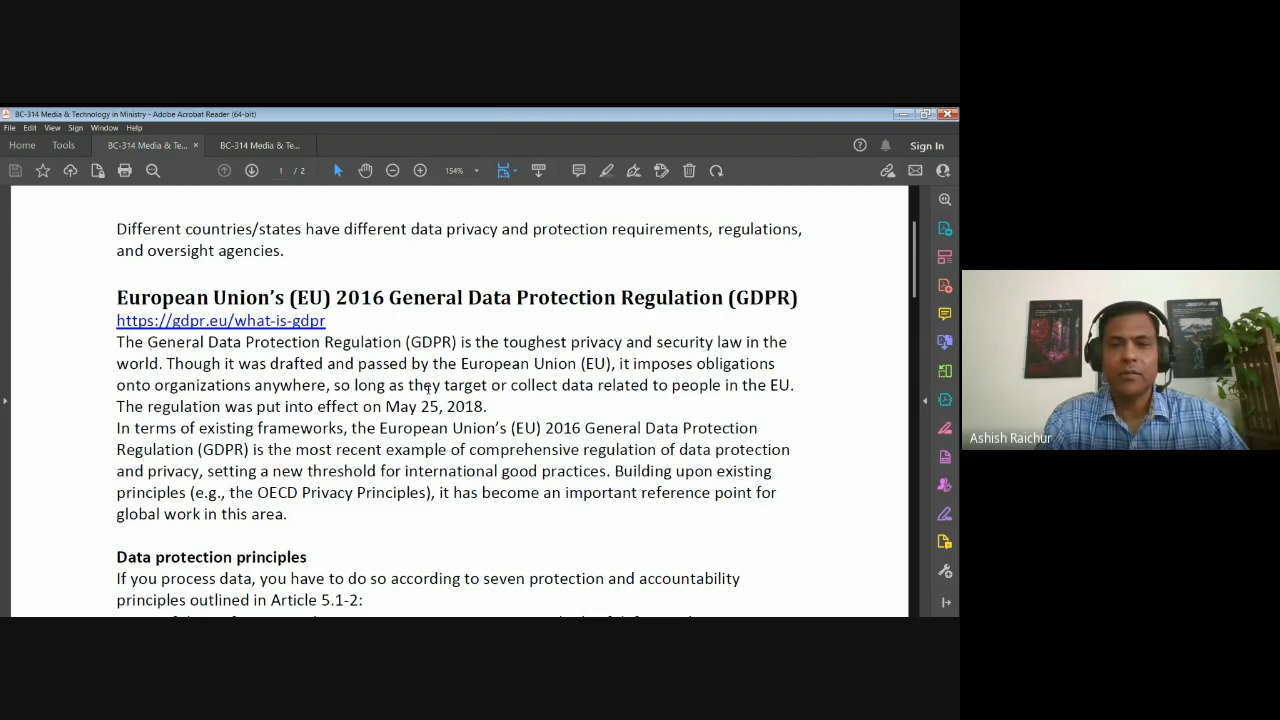 BC-314 Media & Technology in Ministry - Adobe Acrobat Reader (64-bit)
File Edit View Sign Window Help
Home Tools BC-314 Media & Te... × BC-314 Media & Te... Sign In
1 / 2 154%
Different countries/states have different data privacy and protection requirements, regulations,
and oversight agencies.
European Union’s (EU) 2016 General Data Protection Regulation (GDPR)
https://gdpr.eu/what-is-gdpr
The General Data Protection Regulation (GDPR) is the toughest privacy and security law in the
world. Though it was drafted and passed by the European Union (EU), it imposes obligations
onto organizations anywhere, so long as they target or collect data related to people in the EU.
The regulation was put into effect on May 25, 2018.
In terms of existing frameworks, the European Union’s (EU) 2016 General Data Protection
Regulation (GDPR) is the most recent example of comprehensive regulation of data protection
and privacy, setting a new threshold for international good practices. Building upon existing
principles (e.g., the OECD Privacy Principles), it has become an important reference point for
global work in this area.
Data protection principles
If you process data, you have to do so according to seven protection and accountability
principles outlined in Article 5.1-2:
Ashish Raichur